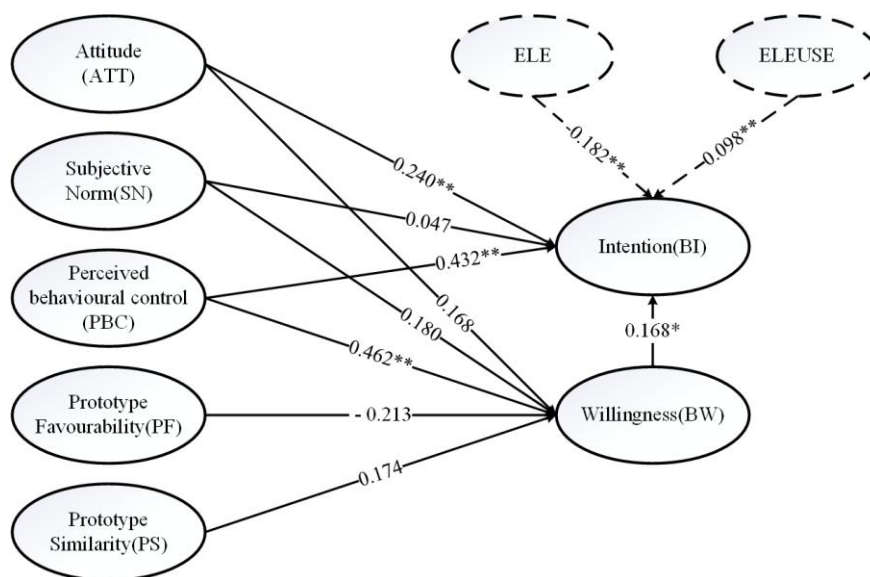 Attitude
(ATT)
ELE
ELEUSE
-0.182**
0.098**
Subjective
Norm(SN)
0.240**
0.047
Intention(BI)
Perceived
behavioural control
(PBC)
0.432**
0.168
0.180
0.462**
0.168*
Prototype
Favourability(PF)
- 0.213
Willingness(BW)
0.174
Prototype
Similarity(PS)